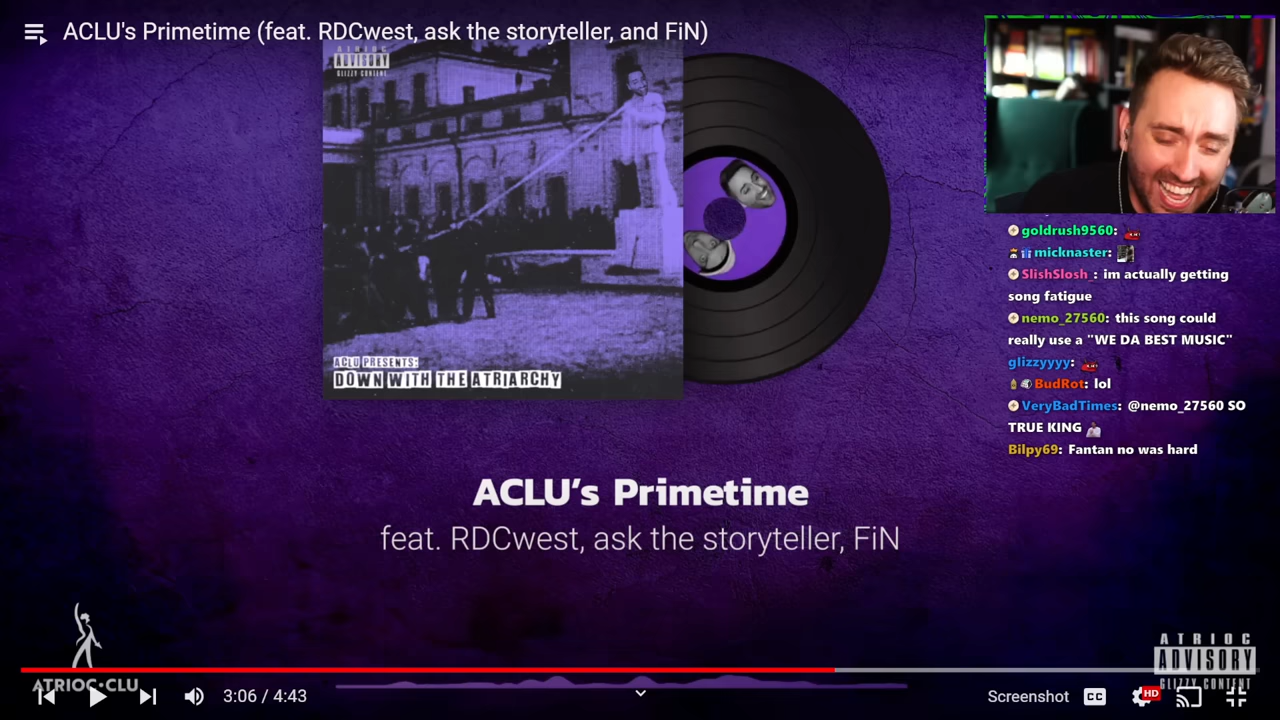 ACLU's Primetime (feat. RDCwest, ask the storyteller, and FiN)
ATRIOC
ADVISORY
GLIZZY CONTENT
ACLU PRESENTS:
DOWN WITH THE ATRIARCHY
goldrush9560:
micknaster:
SlishSlosh_: im actually getting
song fatigue
nemo_27560: this song could
really use a "WE DA BEST MUSIC"
glizzyyyy:
BudRot: lol
VeryBadTimes: @nemo_27560 SO
TRUE KING
Bilpy69: Fantan no was hard
ACLU's Primetime
feat. RDCwest, ask the storyteller, FiN
ATRIOC•CLU
ATRIOC
ADVISORY
GLIZZY CONTENT
3:06 / 4:43
Screenshot
CC
HD